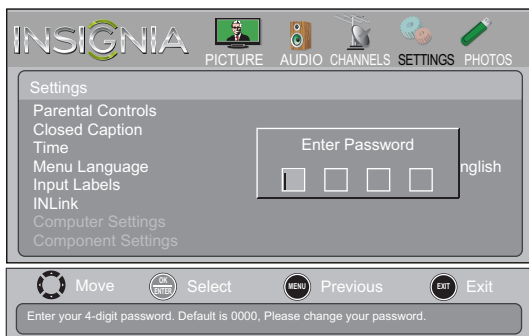 INSIGNIA
PICTURE AUDIO CHANNELS SETTINGS PHOTOS
Settings
Parental Controls
Closed Caption
Time
Menu Language nglish
Input Labels
INLink
Computer Settings
Component Settings
Enter Password
Move OK ENTER Select MENU Previous EXIT Exit
Enter your 4-digit password. Default is 0000, Please change your password.